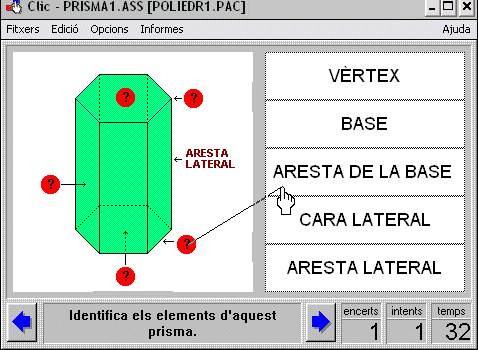 Clic - PRISMA1.ASS [POLIEDR1.PAC]
Fitxers Edició Opcions Informes Ajuda
?
?
ARESTA
LATERAL
?
?
?
VÈRTEX
BASE
ARESTA DE LA BASE
CARA LATERAL
ARESTA LATERAL
Identifica els elements d'aquest
prisma.
encerts intents temps
1 1 32